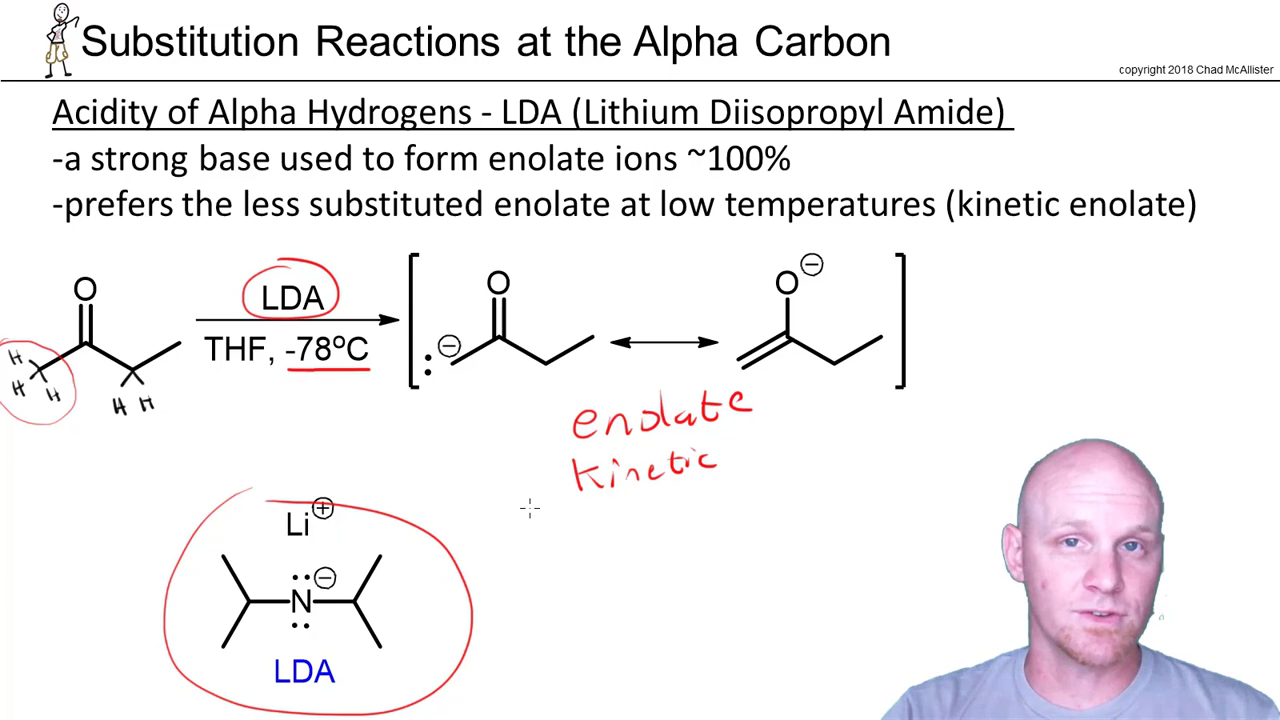 Substitution Reactions at the Alpha Carbon
copyright 2018 Chad McAllister
Acidity of Alpha Hydrogens - LDA (Lithium Diisopropyl Amide)
-a strong base used to form enolate ions ~100%
-prefers the less substituted enolate at low temperatures (kinetic enolate)
O
LDA
THF, -78ºC
H
H
H
H H
O
⊖
:
O
⊖
enolate
kinetic
Li⊕
N⊖
LDA